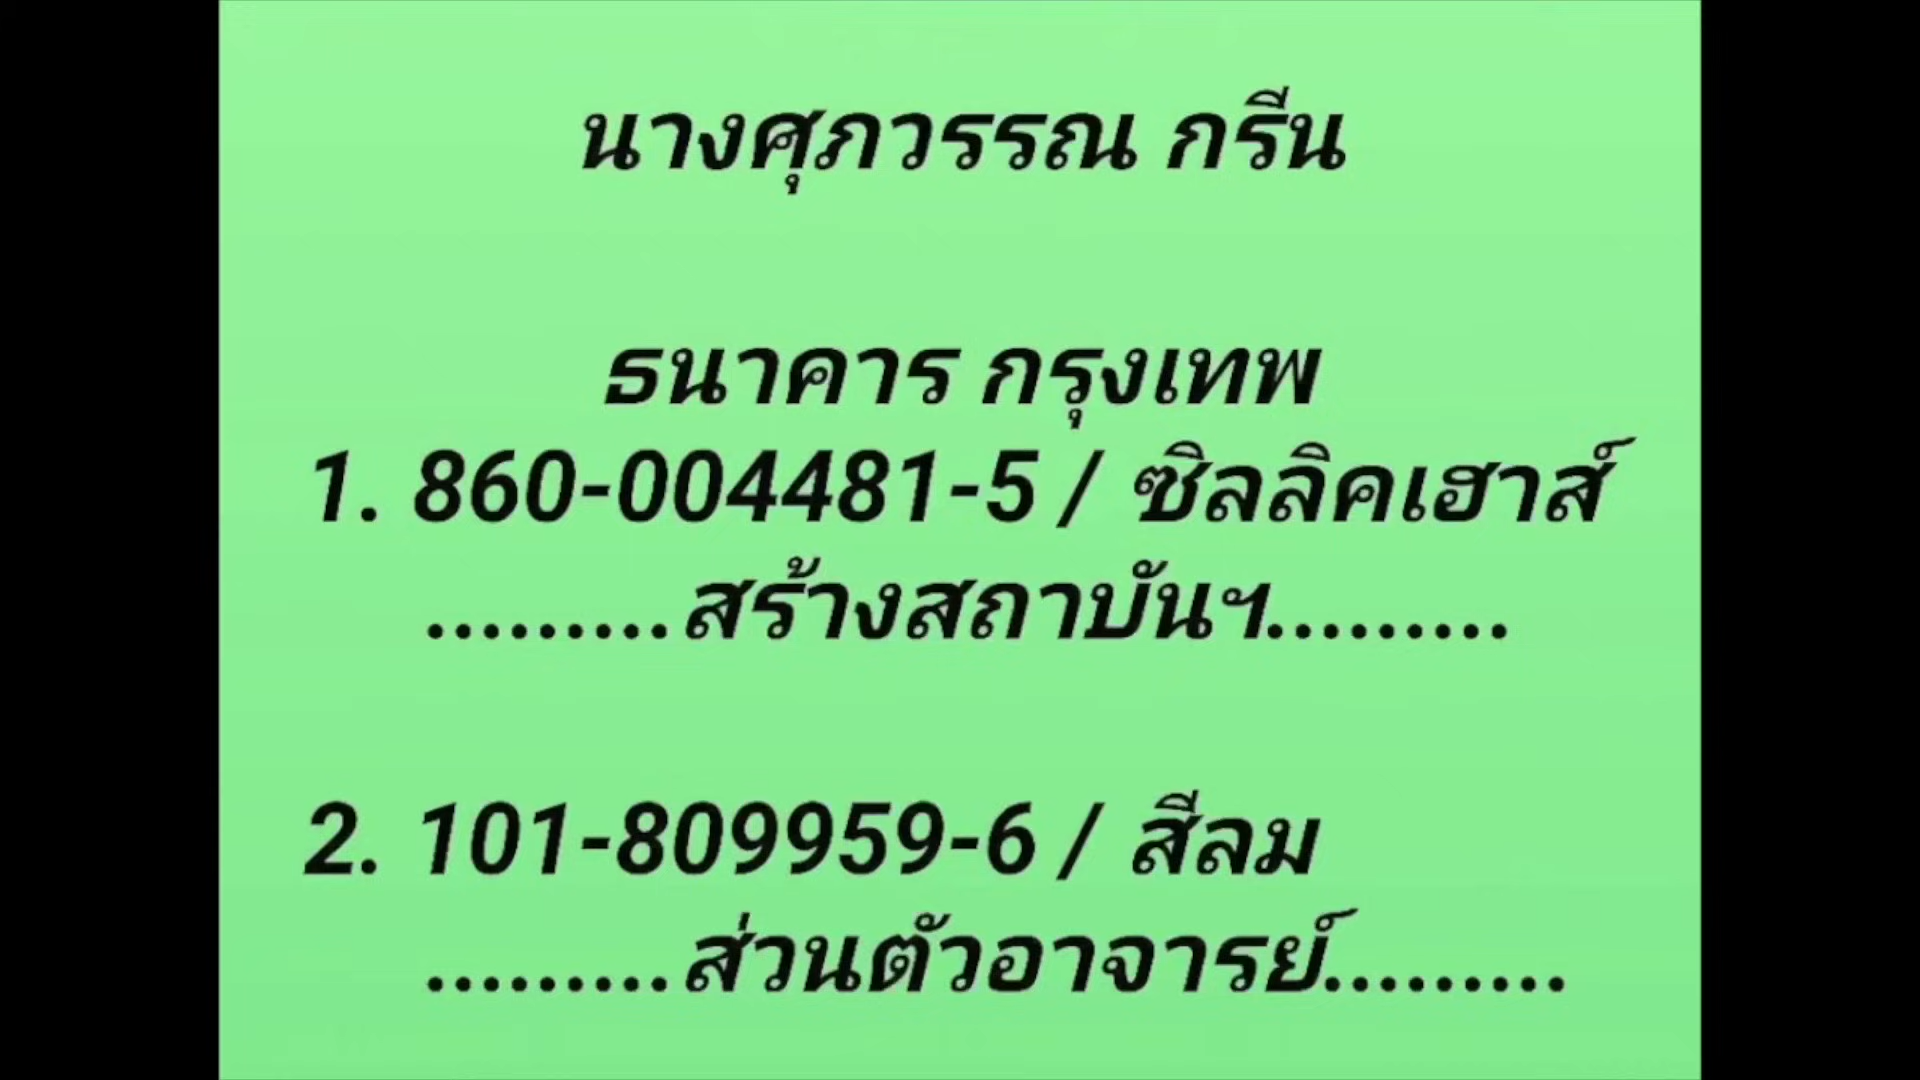 นางศุภวรรณ กรีน
ธนาคาร กรุงเทพ
1. 860-004481-5 / ซิลลิคเฮาส์
.........สร้างสถาบันฯ.........
2. 101-809959-6 / สีลม
.........ส่วนตัวอาจารย์.........